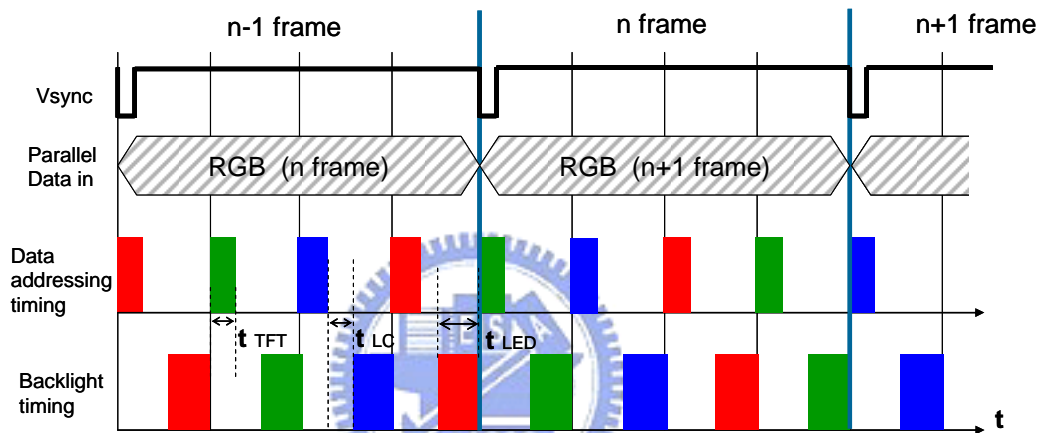 n-1 frame
n frame
n+1 frame
Vsync
Parallel
Data in
RGB (n frame)
RGB (n+1 frame)
Data
addressing
timing
t TFT
t LC
t LED
Backlight
timing
t